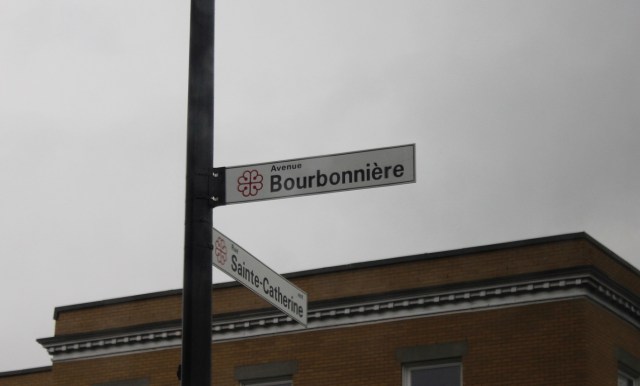 Avenue
Bourbonnière
Rue
Sainte-Catherine